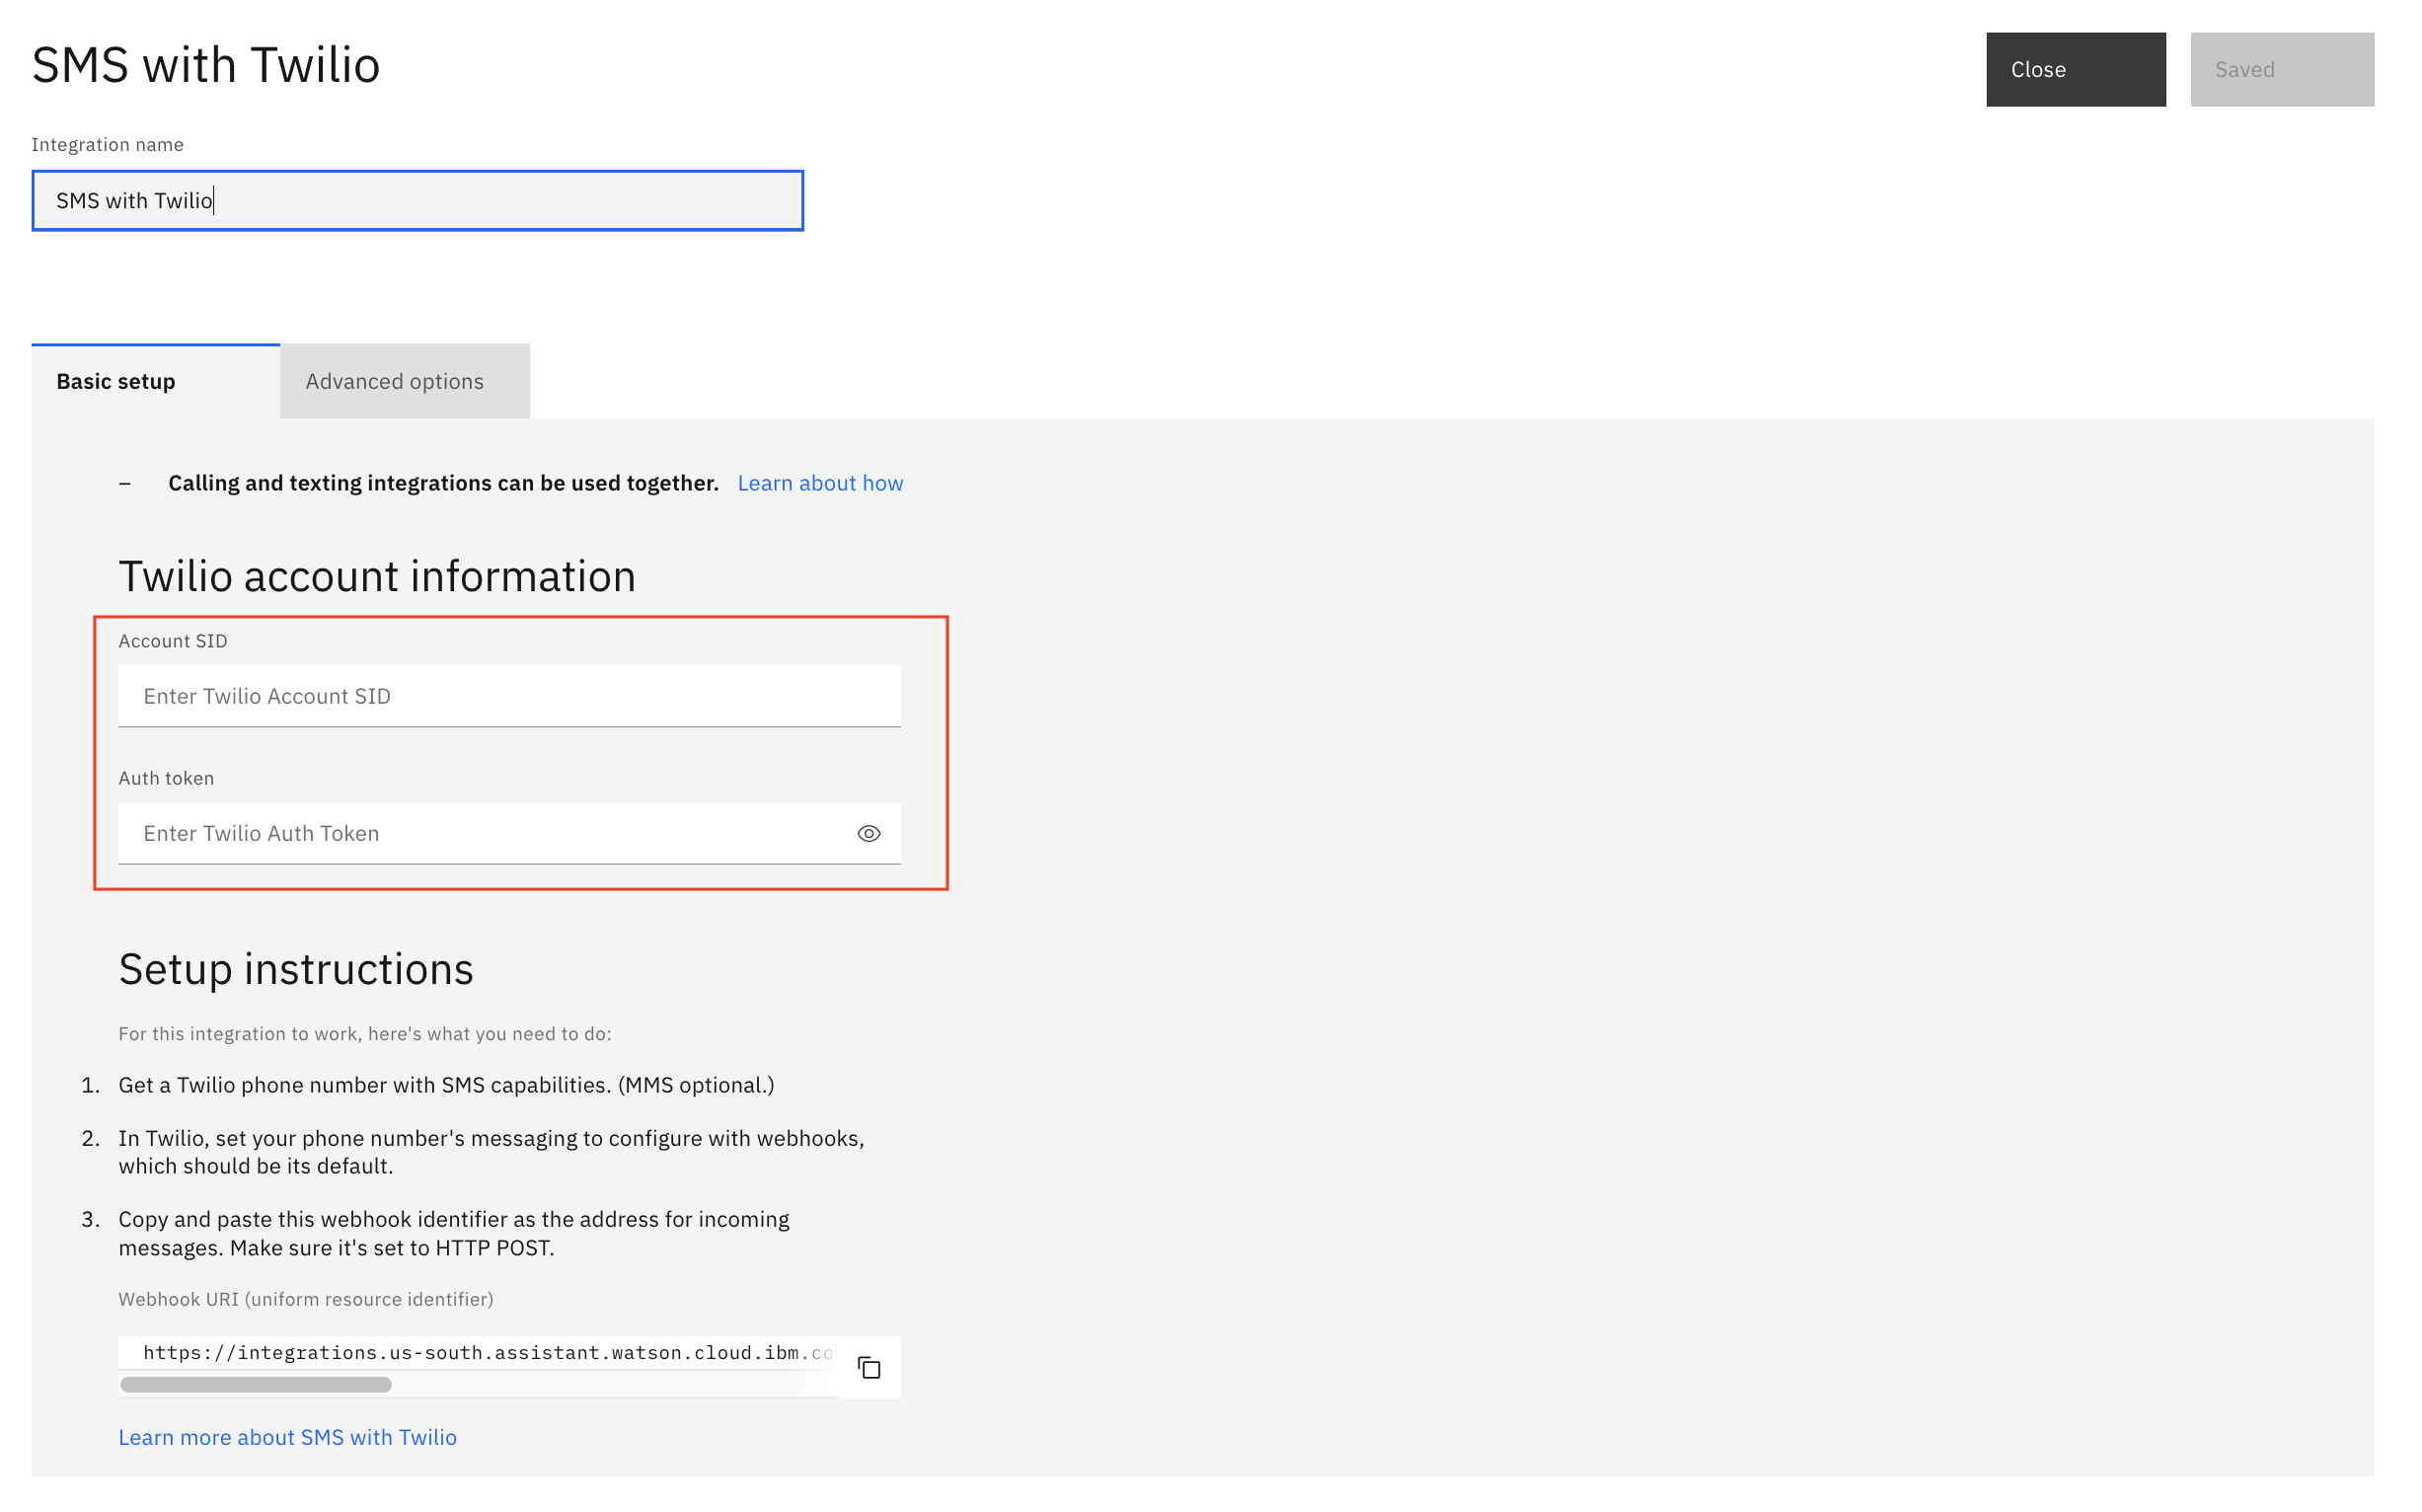 SMS with Twilio
Close
Saved
Integration name
SMS with Twilio
Basic setup
Advanced options
– Calling and texting integrations can be used together. Learn about how
Twilio account information
Account SID
Enter Twilio Account SID
Auth token
Enter Twilio Auth Token
Setup instructions
For this integration to work, here's what you need to do:
1. Get a Twilio phone number with SMS capabilities. (MMS optional.)
2. In Twilio, set your phone number's messaging to configure with webhooks,
which should be its default.
3. Copy and paste this webhook identifier as the address for incoming
messages. Make sure it's set to HTTP POST.
Webhook URI (uniform resource identifier)
https://integrations.us-south.assistant.watson.cloud.ibm.co
Learn more about SMS with Twilio